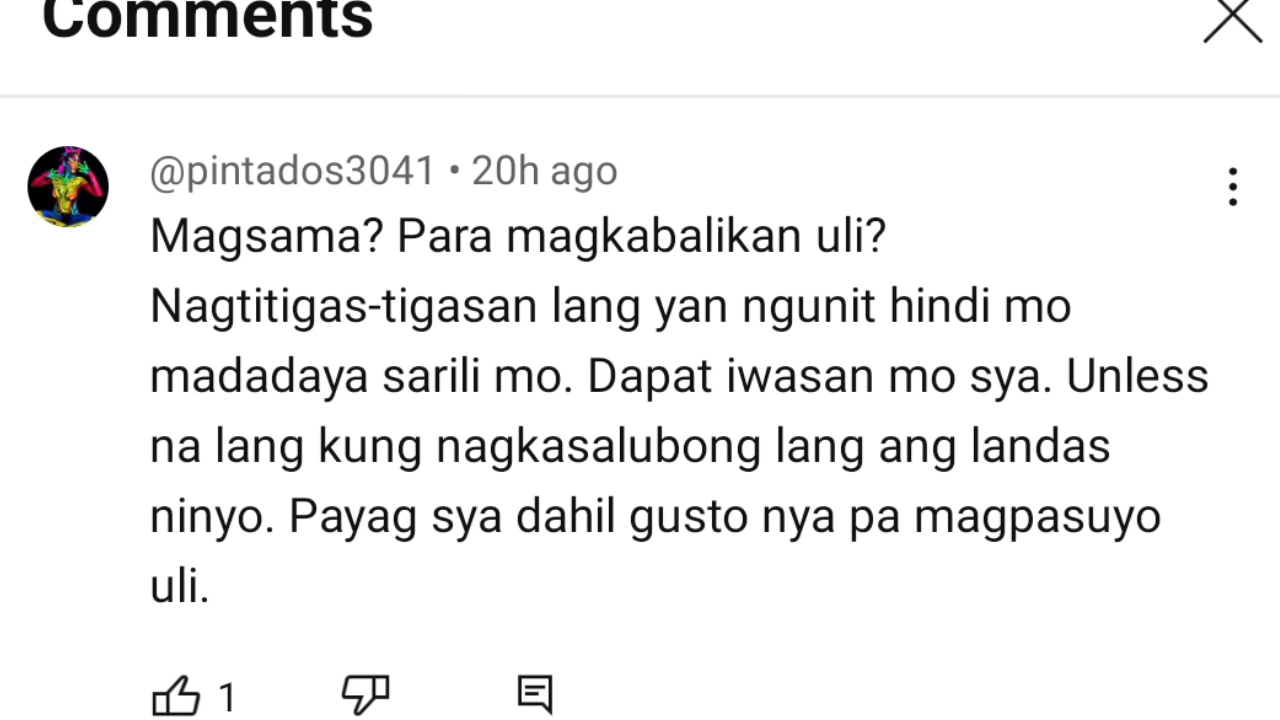 Comments
@pintados3041 • 20h ago
Magsama? Para magkabalikan uli?
Nagtitigas-tigasan lang yan ngunit hindi mo
madadaya sarili mo. Dapat iwasan mo sya. Unless
na lang kung nagkasalubong lang ang landas
ninyo. Payag sya dahil gusto nya pa magpasuyo
uli.
1